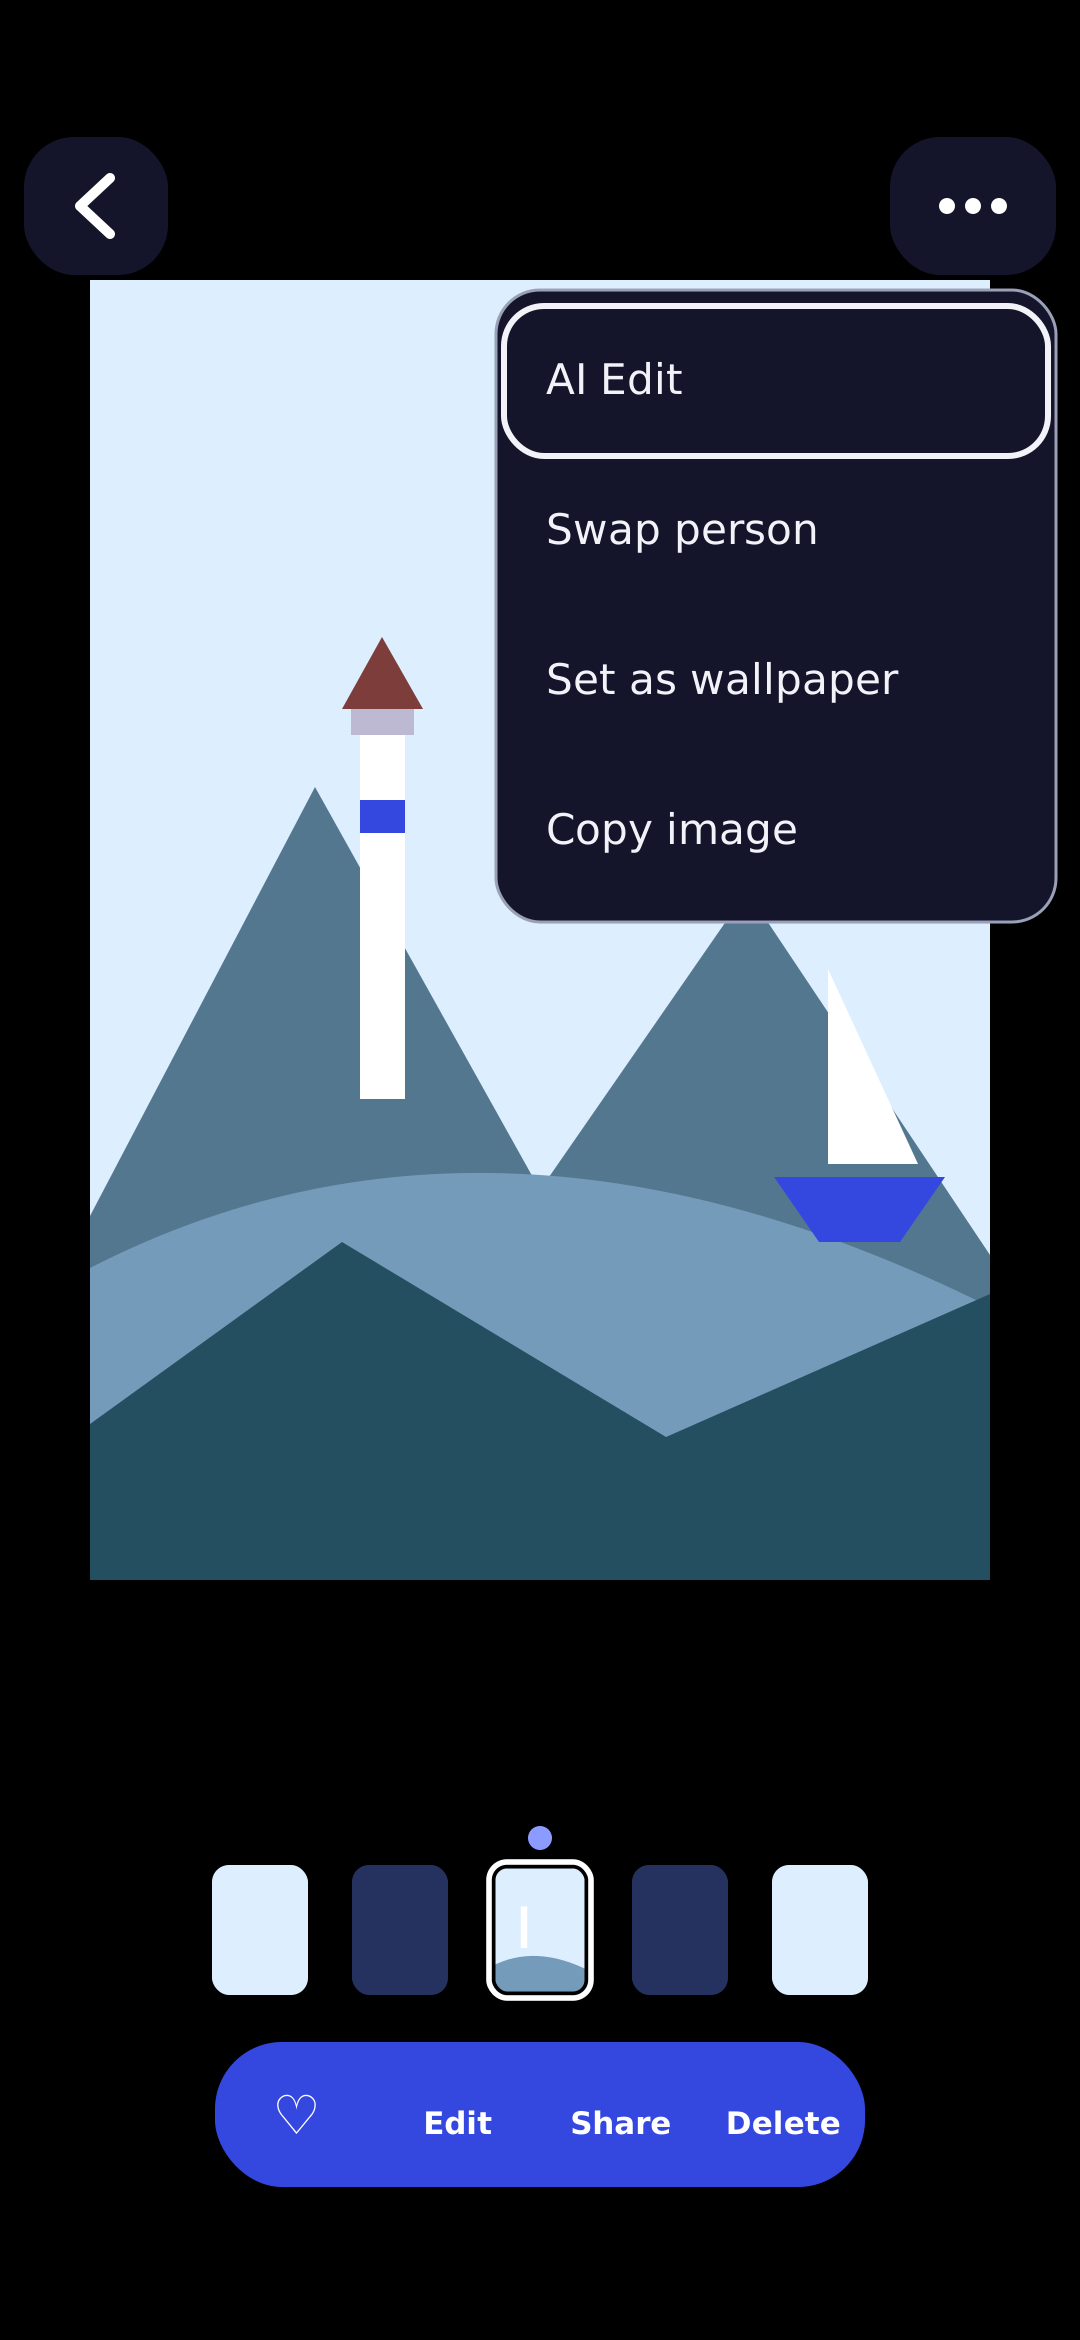 AI Edit
Swap person
Set as wallpaper
Copy image
♡ Edit Share Delete